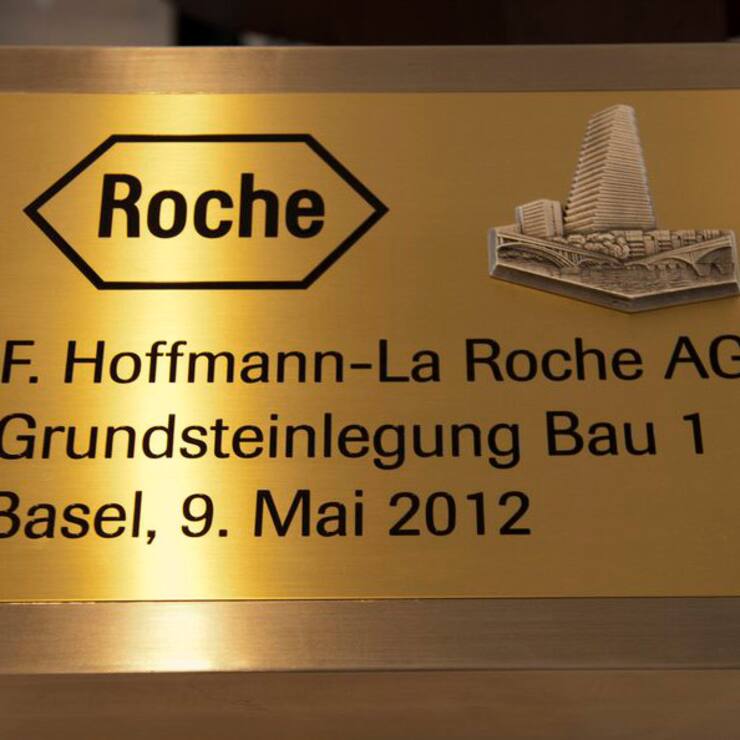 Roche
F. Hoffmann-La Roche AG
Grundsteinlegung Bau 1
Basel, 9. Mai 2012